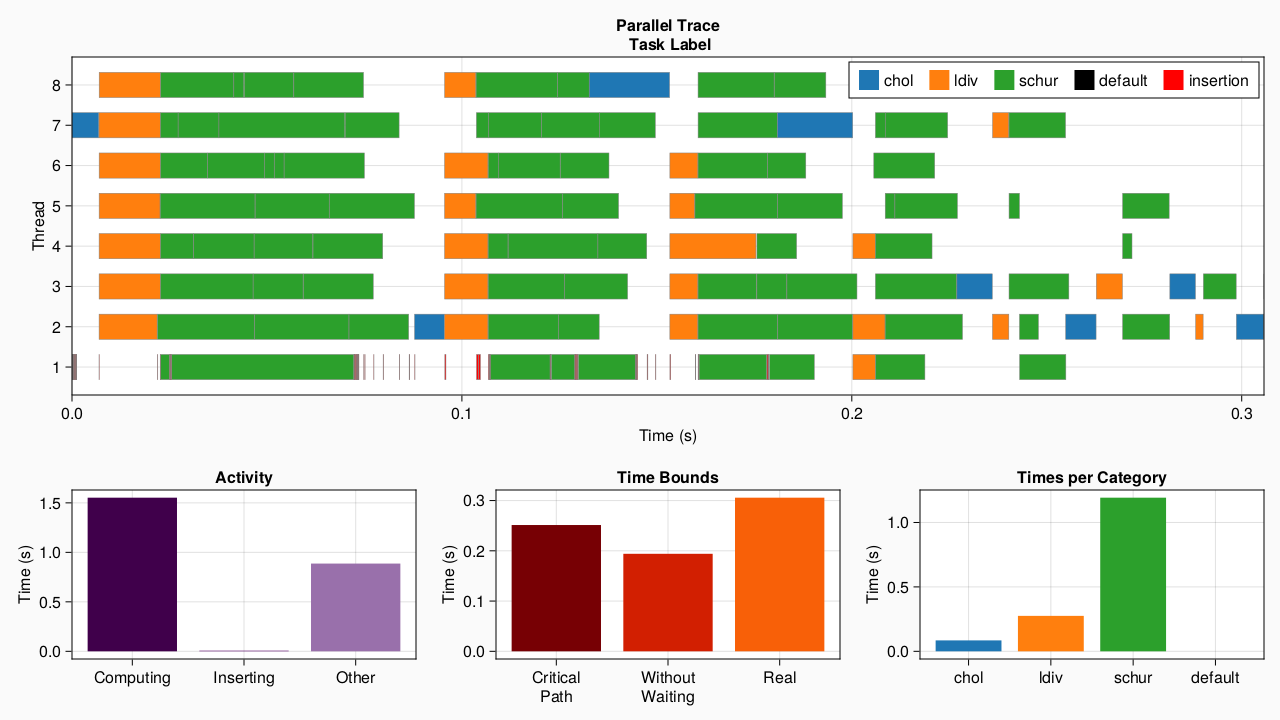 Parallel Trace
Task Label
chol ldiv schur default insertion
8
7
6
5
4
3
2
1
Thread
0.0 0.1 0.2 0.3
Time (s)
Activity
1.5
1.0
0.5
0.0
Time (s)
Computing Inserting Other
Time Bounds
0.3
0.2
0.1
0.0
Time (s)
Critical Without Real
Path Waiting
Times per Category
1.0
0.5
0.0
Time (s)
chol ldiv schur default